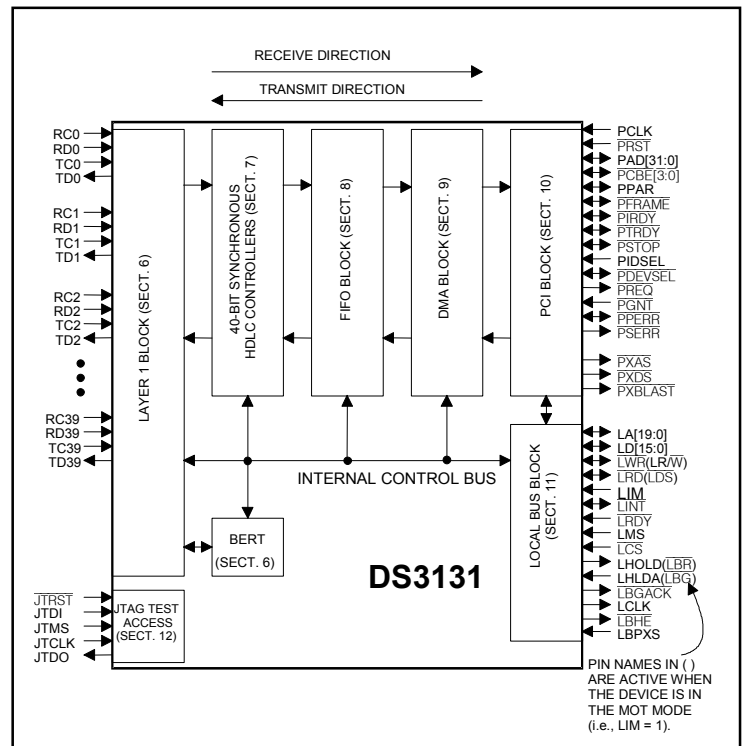 RECEIVE DIRECTION
TRANSMIT DIRECTION
RC0
RD0
TC0
TD0
RC1
RD1
TC1
TD1
RC2
RD2
TC2
TD2
RC39
RD39
TC39
TD39
JTRST
JTDI
JTMS
JTCLK
JTDO
LAYER 1 BLOCK (SECT. 6)
40-BIT SYNCHRONOUS
HDLC CONTROLLERS (SECT. 7)
FIFO BLOCK (SECT. 8)
DMA BLOCK (SECT. 9)
PCI BLOCK (SECT. 10)
INTERNAL CONTROL BUS
BERT
(SECT. 6)
LOCAL BUS BLOCK
(SECT. 11)
DS3131
JTAG TEST
ACCESS
(SECT. 12)
PCLK
PRST
PAD[31:0]
PCBE[3:0]
PPAR
PFRAME
PIRDY
PTRDY
PSTOP
PIDSEL
PDEVSEL
PREQ
PGNT
PPERR
PSERR
PXAS
PXDS
PXBLAST
LA[19:0]
LD[15:0]
LWR(LR/W)
LRD(LDS)
LIM
LINT
LRDY
LMS
LCS
LHOLD(LBR)
LHLDA(LBG)
LBGACK
LCLK
LBHE
LBPXS
PIN NAMES IN ( )
ARE ACTIVE WHEN
THE DEVICE IS IN
THE MOT MODE
(i.e., LIM = 1).